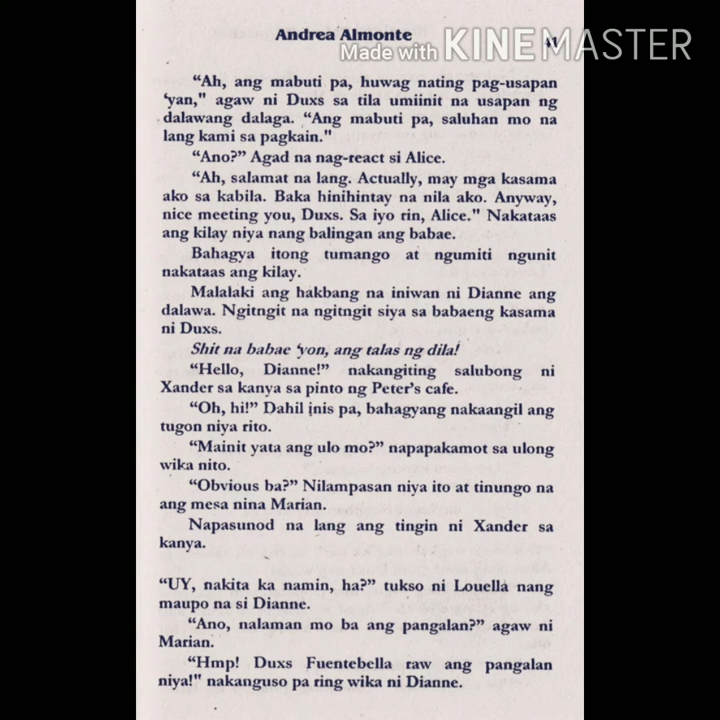 Andrea Almonte
41
Made with KINEMASTER
“Ah, ang mabuti pa, huwag nating pag-usapan
‘yan," agaw ni Duxs sa tila umiinit na usapan ng
dalawang dalaga. “Ang mabuti pa, saluhan mo na
lang kami sa pagkain."
“Ano?” Agad na nag-react si Alice.
“Ah, salamat na lang. Actually, may mga kasama
ako sa kabila. Baka hinihintay na nila ako. Anyway,
nice meeting you, Duxs. Sa iyo rin, Alice." Nakataas
ang kilay niya nang balingan ang babae.
Bahagya itong tumango at ngumiti ngunit
nakataas ang kilay.
Malalaki ang hakbang na iniwan ni Dianne ang
dalawa. Ngitngit na ngitngit siya sa babaeng kasama
ni Duxs.
Shit na babae ‘yon, ang talas ng dila!
“Hello, Dianne!” nakangiting salubong ni
Xander sa kanya sa pinto ng Peter’s cafe.
“Oh, hi!” Dahil inis pa, bahagyang nakaangil ang
tugon niya rito.
“Mainit yata ang ulo mo?” napapakamot sa ulong
wika nito.
“Obvious ba?” Nilampasan niya ito at tinungo na
ang mesa nina Marian.
Napasunod na lang ang tingin ni Xander sa
kanya.
“UY, nakita ka namin, ha?” tukso ni Louella nang
maupo na si Dianne.
“Ano, nalaman mo ba ang pangalan?” agaw ni
Marian.
“Hmp! Duxs Fuentebella raw ang pangalan
niya!" nakanguso pa ring wika ni Dianne.